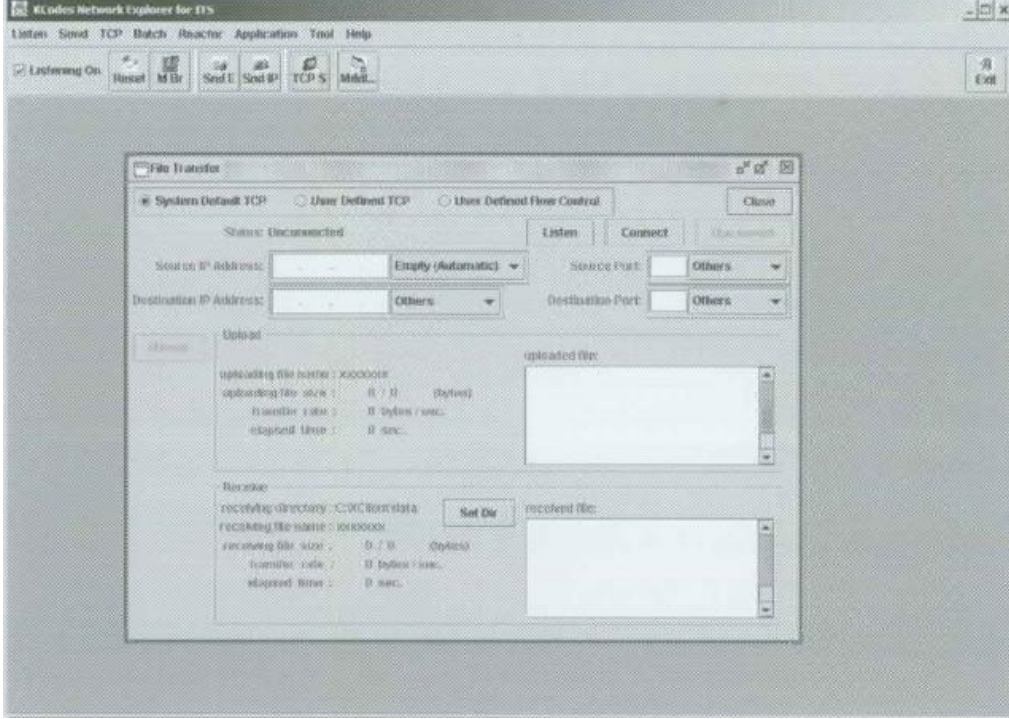 KCodes Network Explorer for ITS
Listen Send TCP Batch Reactor Application Tool Help
Listening On Reset M Br Snd E Snd IP TCP S Mdd... Exit
File Transfer
System Default TCP User Defined TCP User Defined Flow Control Close
Status: Unconnected Listen Connect
Source IP Address: Empty (Automatic) Source Port: Others
Destination IP Address: Others Destination Port: Others
Upload
uploaded file:
uploading file name : xxxxxxx
uploading file size : 0 / 0 (bytes)
transfer rate : 0 bytes / sec.
elapsed time : 0 sec.
Receive
receiving directory : C:\XClient\data Set Dir received file:
receiving file name : xxxxxxx
receiving file size : 0 / 0 (bytes)
transfer rate : 0 bytes / sec.
elapsed time : 0 sec.